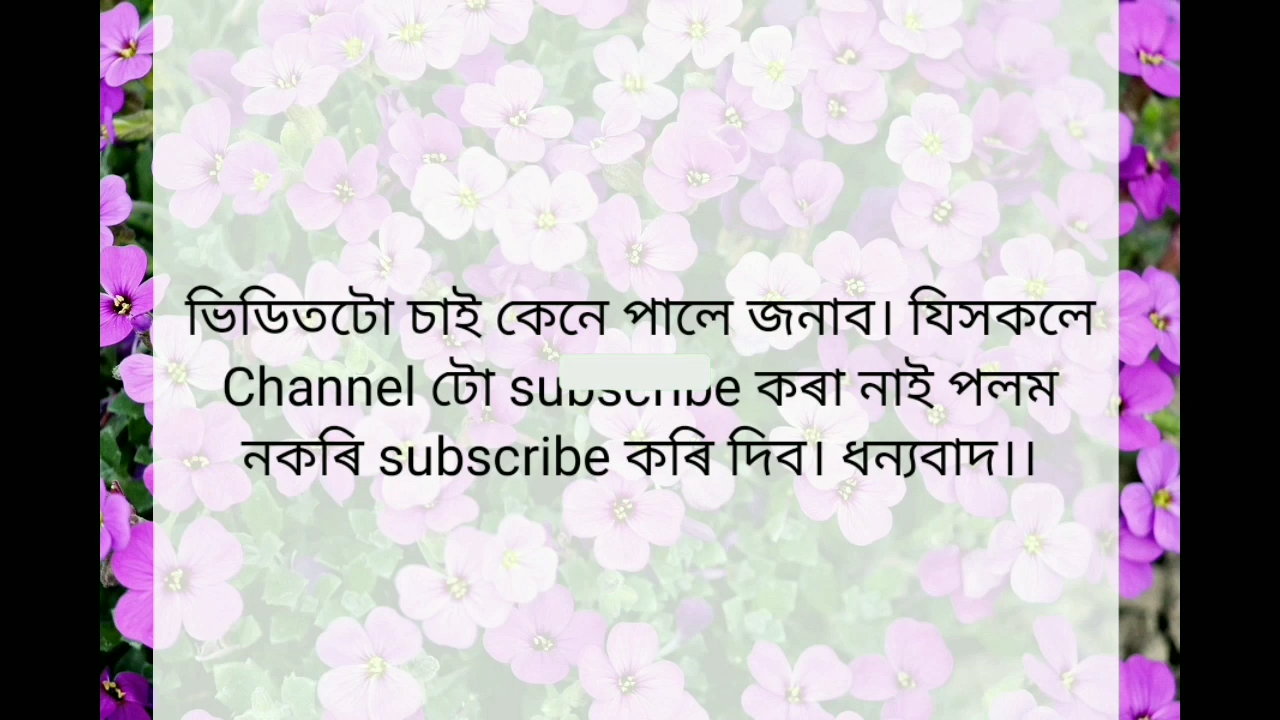 ভিডিতটো চাই কেনে পালে জনাব। যিসকলে
Channel টো subscribe কৰা নাই পলম
নকৰি subscribe কৰি দিব। ধন্যবাদ।।